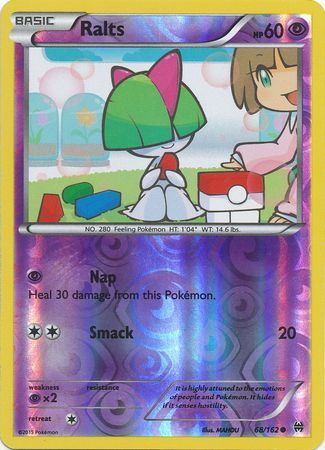 BASIC
Ralts HP60
NO. 280 Feeling Pokémon HT: 1'04" WT: 14.6 lbs.
Nap
Heal 30 damage from this Pokémon.
Smack 20
weakness resistance
×2
retreat
It is highly attuned to the emotions
of people and Pokémon. It hides
if it senses hostility.
©2015 Pokémon Illus. MAHOU 68/162